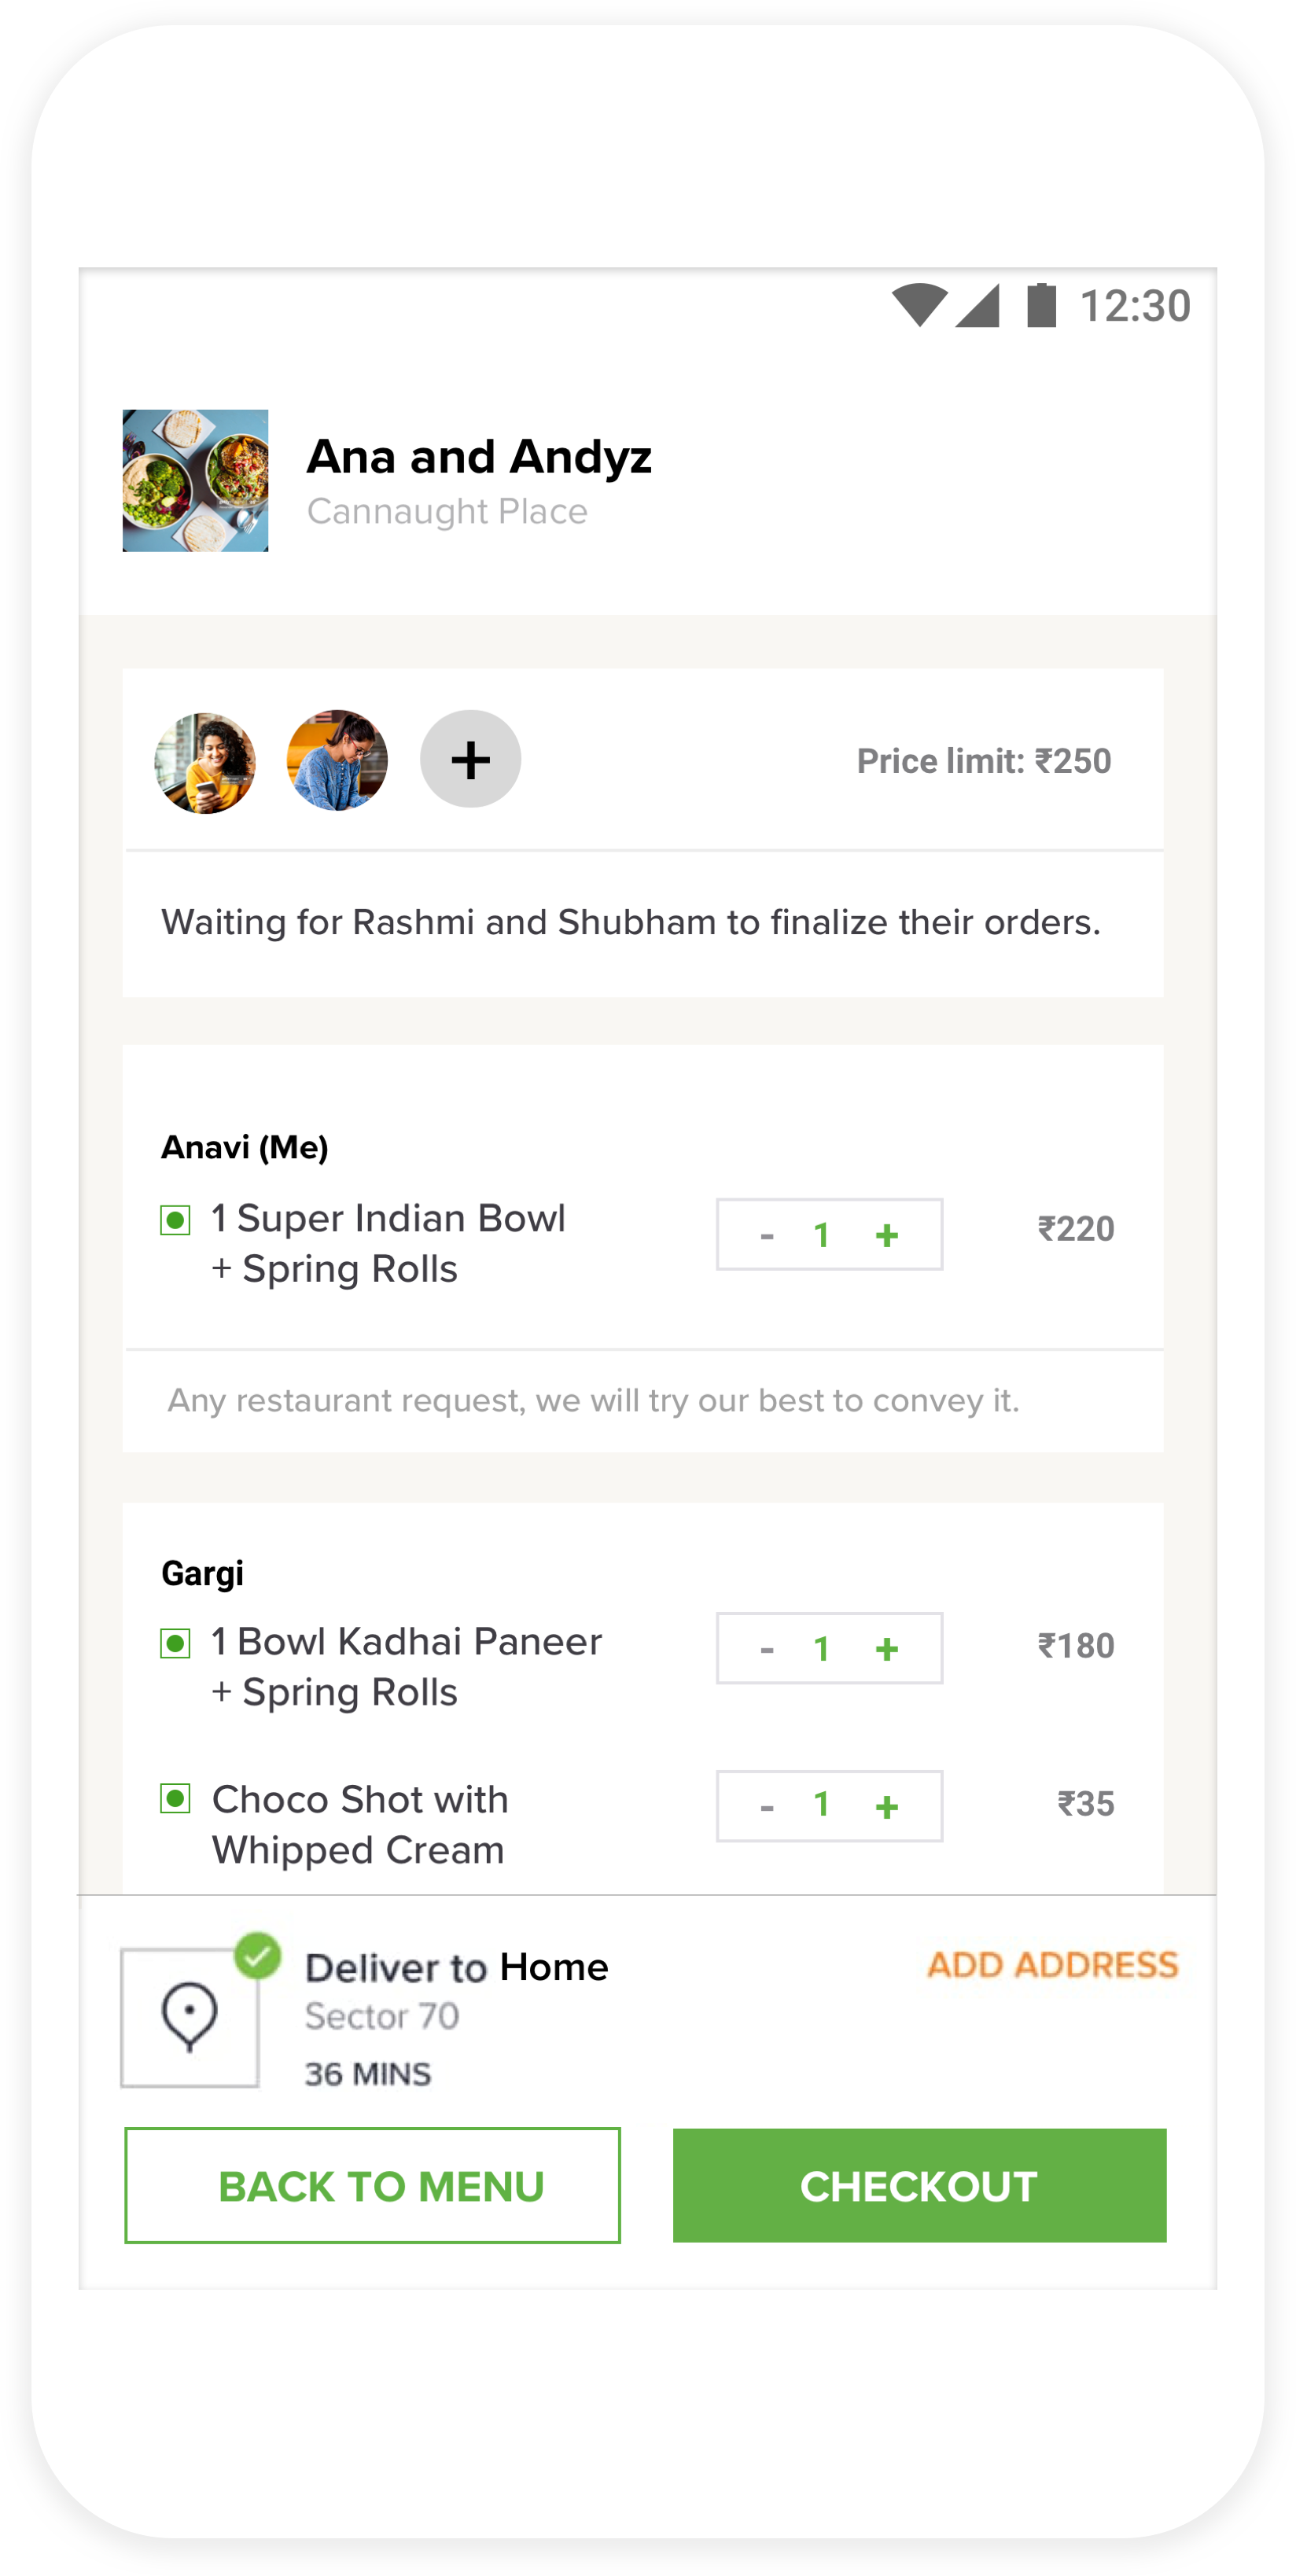 12:30
Ana and Andyz
Cannaught Place
Price limit: ₹250
Waiting for Rashmi and Shubham to finalize their orders.
Anavi (Me)
1 Super Indian Bowl
+ Spring Rolls
- 1 +
₹220
Any restaurant request, we will try our best to convey it.
Gargi
1 Bowl Kadhai Paneer
+ Spring Rolls
- 1 +
₹180
Choco Shot with
Whipped Cream
- 1 +
₹35
Deliver to Home
ADD ADDRESS
Sector 70
36 MINS
BACK TO MENU
CHECKOUT